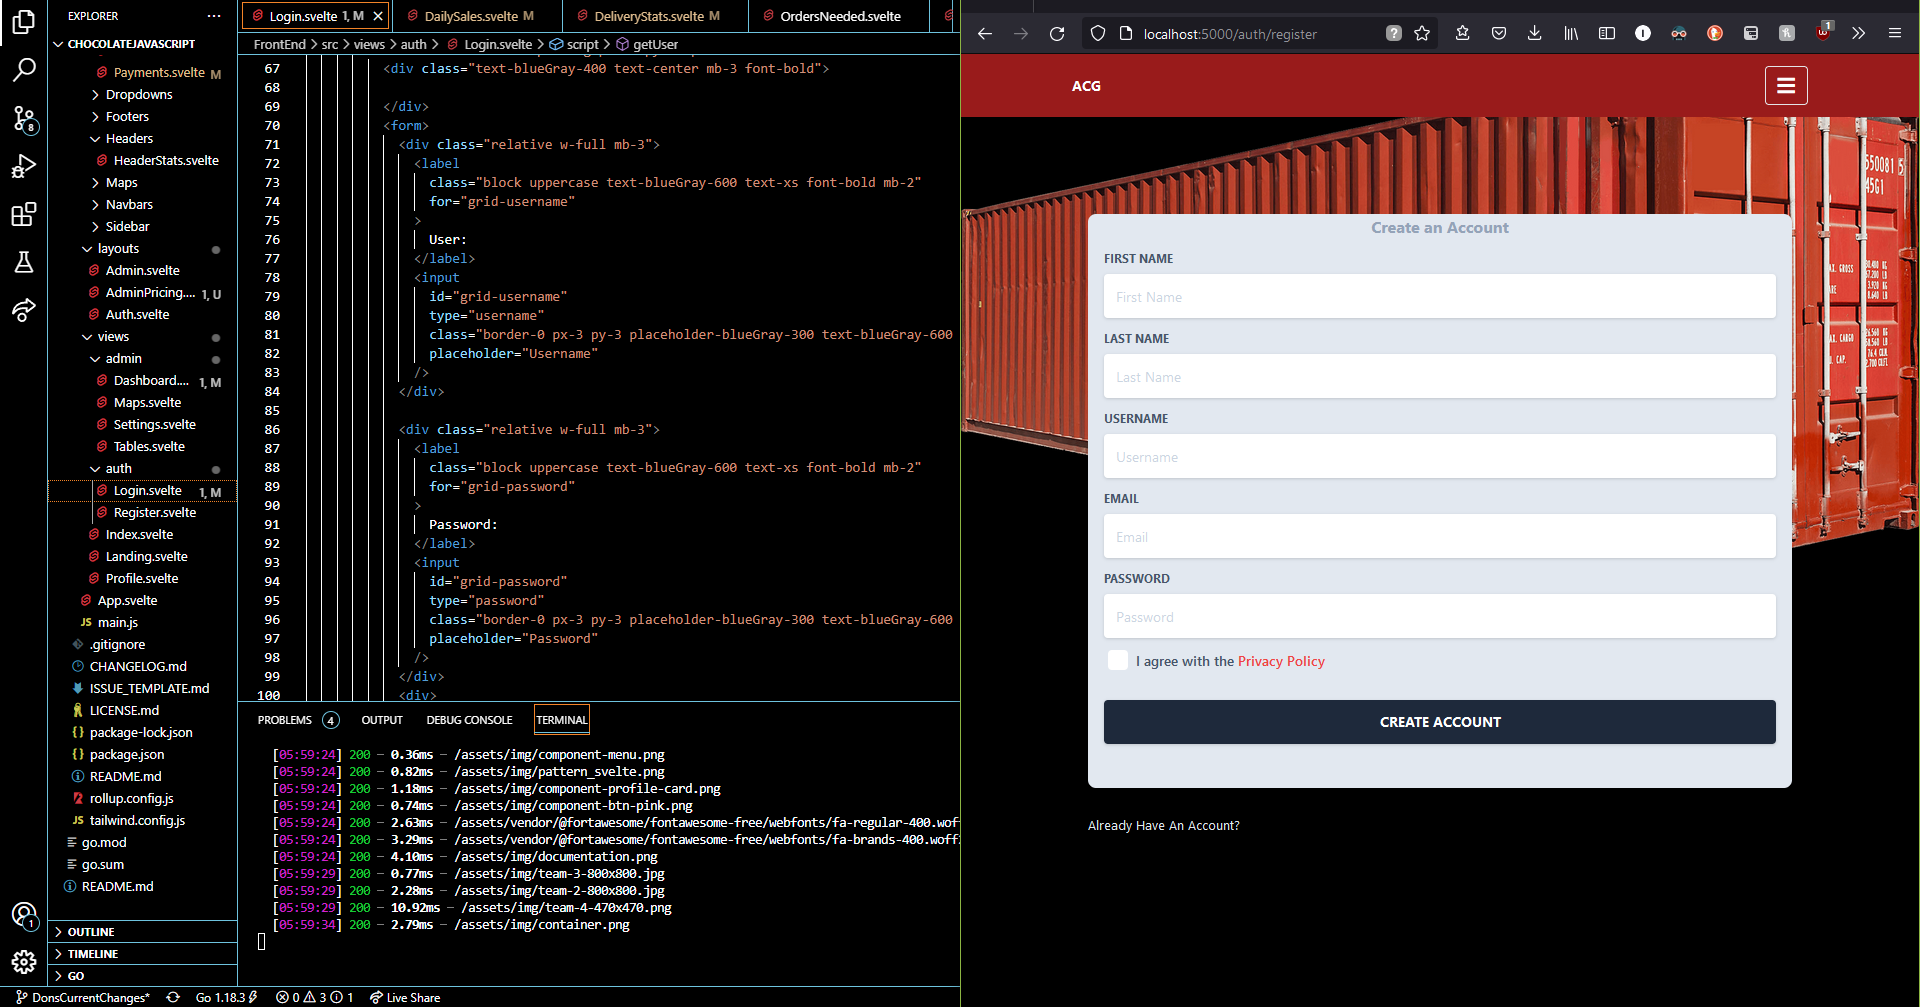 EXPLORER
CHOCOLATEJAVASCRIPT
Payments.svelte M
Dropdowns
Footers
Headers
HeaderStats.svelte
Maps
Navbars
Sidebar
layouts
Admin.svelte
AdminPricing.... 1, U
Auth.svelte
views
admin
Dashboard.... 1, M
Maps.svelte
Settings.svelte
Tables.svelte
auth
Login.svelte 1, M
Register.svelte
Index.svelte
Landing.svelte
Profile.svelte
App.svelte
JS main.js
.gitignore
CHANGELOG.md
ISSUE_TEMPLATE.md
LICENSE.md
{} package-lock.json
{} package.json
README.md
rollup.config.js
JS tailwind.config.js
go.mod
go.sum
README.md
OUTLINE
TIMELINE
GO
8
1
Login.svelte 1, M
DailySales.svelte M
DeliveryStats.svelte M
OrdersNeeded.svelte
FrontEnd > src > views > auth > Login.svelte > script > getUser
67 <div class="text-blueGray-400 text-center mb-3 font-bold">
68
69 </div>
70 <form>
71 <div class="relative w-full mb-3">
72 <label
73 class="block uppercase text-blueGray-600 text-xs font-bold mb-2"
74 for="grid-username"
75 >
76 User:
77 </label>
78 <input
79 id="grid-username"
80 type="username"
81 class="border-0 px-3 py-3 placeholder-blueGray-300 text-blueGray-600
82 placeholder="Username"
83 />
84 </div>
85
86 <div class="relative w-full mb-3">
87 <label
88 class="block uppercase text-blueGray-600 text-xs font-bold mb-2"
89 for="grid-password"
90 >
91 Password:
92 </label>
93 <input
94 id="grid-password"
95 type="password"
96 class="border-0 px-3 py-3 placeholder-blueGray-300 text-blueGray-600
97 placeholder="Password"
98 />
99 </div>
100 <div>
PROBLEMS 4 OUTPUT DEBUG CONSOLE TERMINAL
[05:59:24] 200 ─ 0.36ms ─ /assets/img/component-menu.png
[05:59:24] 200 ─ 0.82ms ─ /assets/img/pattern_svelte.png
[05:59:24] 200 ─ 1.18ms ─ /assets/img/component-profile-card.png
[05:59:24] 200 ─ 0.74ms ─ /assets/img/component-btn-pink.png
[05:59:24] 200 ─ 2.63ms ─ /assets/vendor/@fortawesome/fontawesome-free/webfonts/fa-regular-400.wof
[05:59:24] 200 ─ 3.29ms ─ /assets/vendor/@fortawesome/fontawesome-free/webfonts/fa-brands-400.woff
[05:59:24] 200 ─ 4.10ms ─ /assets/img/documentation.png
[05:59:29] 200 ─ 0.77ms ─ /assets/img/team-3-800x800.jpg
[05:59:29] 200 ─ 2.28ms ─ /assets/img/team-2-800x800.jpg
[05:59:29] 200 ─ 10.92ms ─ /assets/img/team-4-470x470.png
[05:59:34] 200 ─ 2.79ms ─ /assets/img/container.png
DonsCurrentChanges* Go 1.18.3 0 3 1 Live Share
localhost:5000/auth/register
1
ACG
550081 5
45G1
Create an Account
FIRST NAME
First Name
LAST NAME
Last Name
USERNAME
Username
EMAIL
Email
PASSWORD
Password
I agree with the Privacy Policy
CREATE ACCOUNT
Already Have An Account?